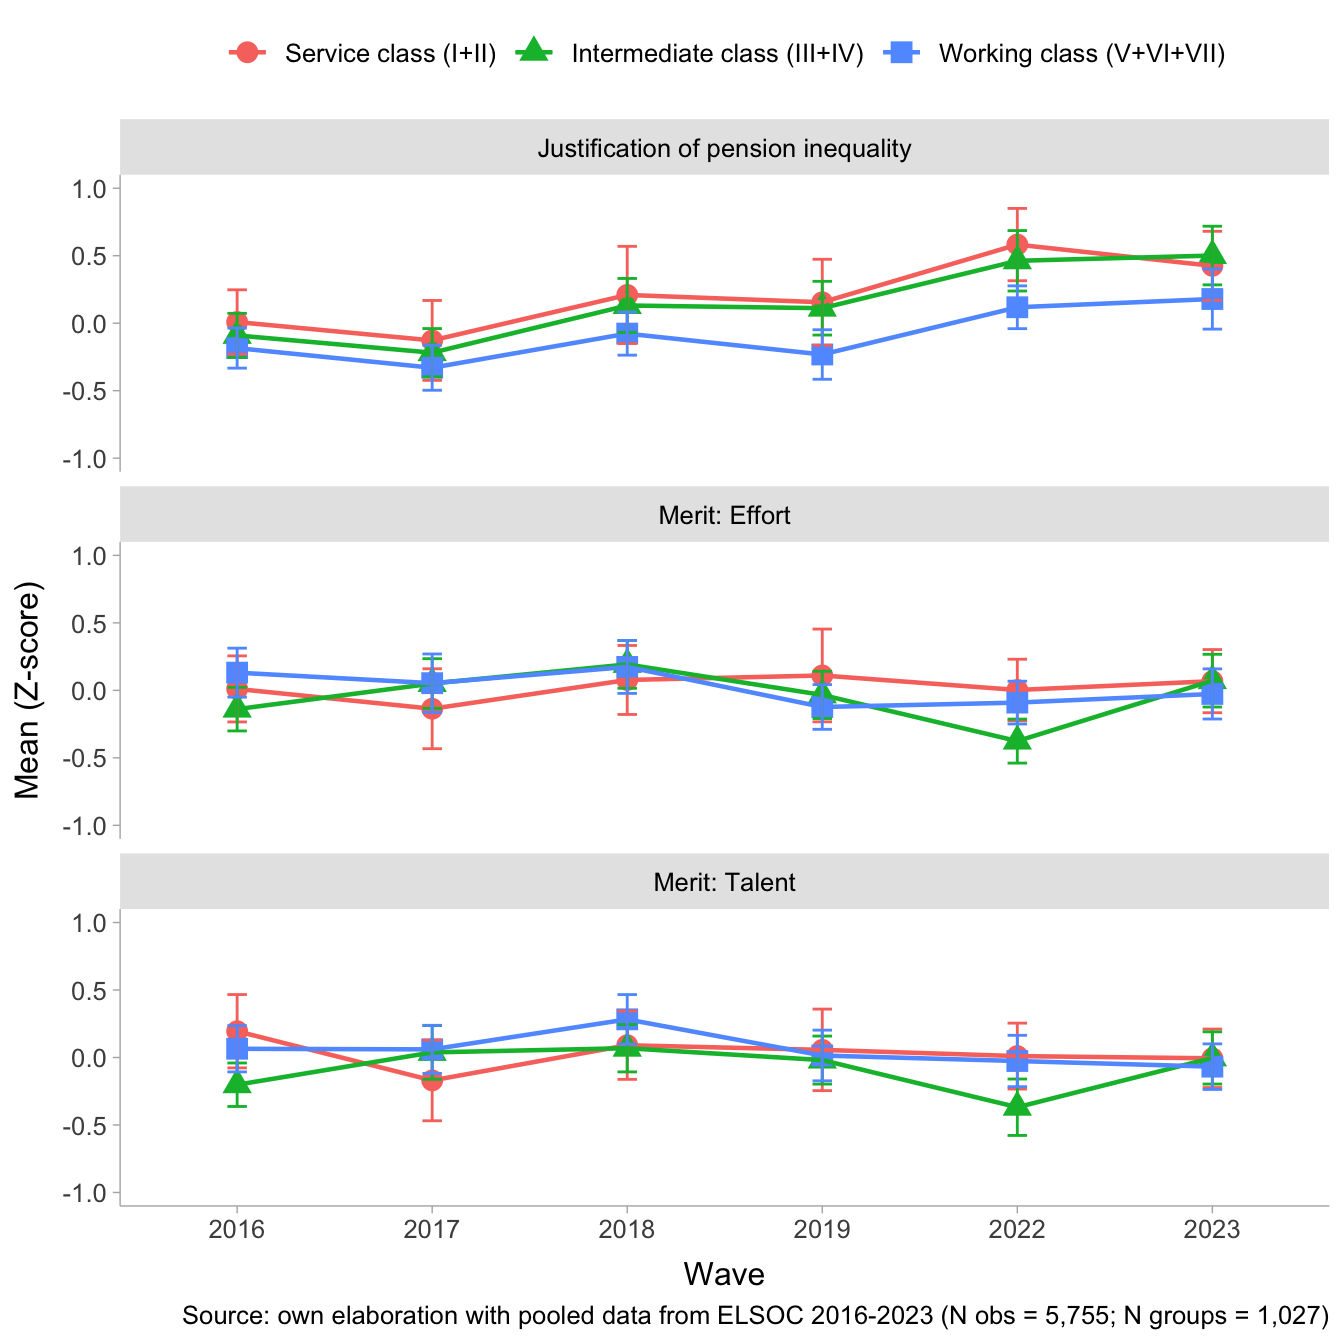 Service class (I+II) Intermediate class (III+IV) Working class (V+VI+VII)
Justification of pension inequality
1.0
0.5
0.0
-0.5
-1.0
Merit: Effort
1.0
0.5
0.0
-0.5
-1.0
Mean (Z-score)
Merit: Talent
1.0
0.5
0.0
-0.5
-1.0
2016 2017 2018 2019 2022 2023
Wave
Source: own elaboration with pooled data from ELSOC 2016-2023 (N obs = 5,755; N groups = 1,027)